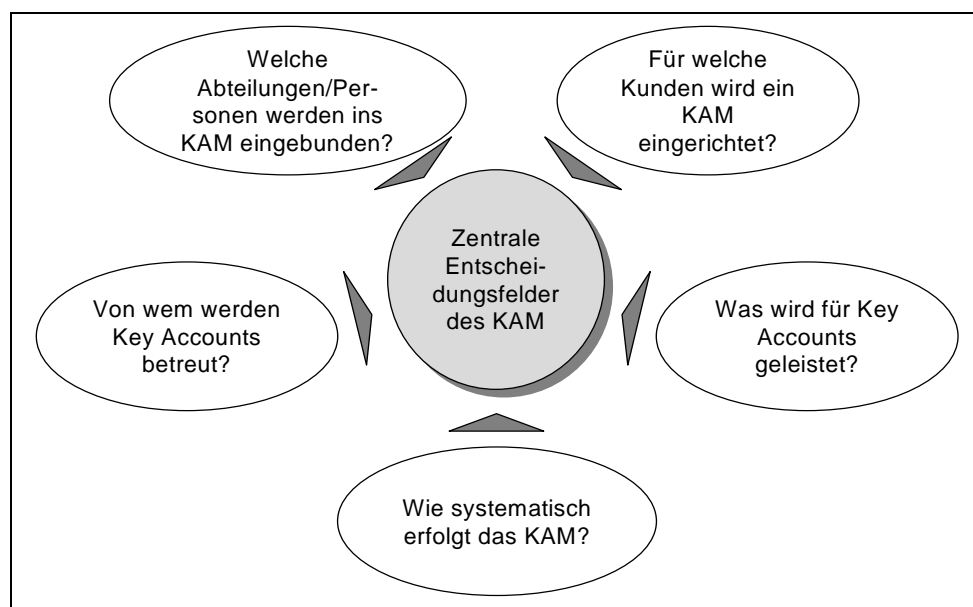 Welche
Abteilungen/Per-
sonen werden ins
KAM eingebunden?
Für welche
Kunden wird ein
KAM
eingerichtet?
Zentrale
Entschei-
dungsfelder
des KAM
Von wem werden
Key Accounts
betreut?
Was wird für Key
Accounts
geleistet?
Wie systematisch
erfolgt das KAM?